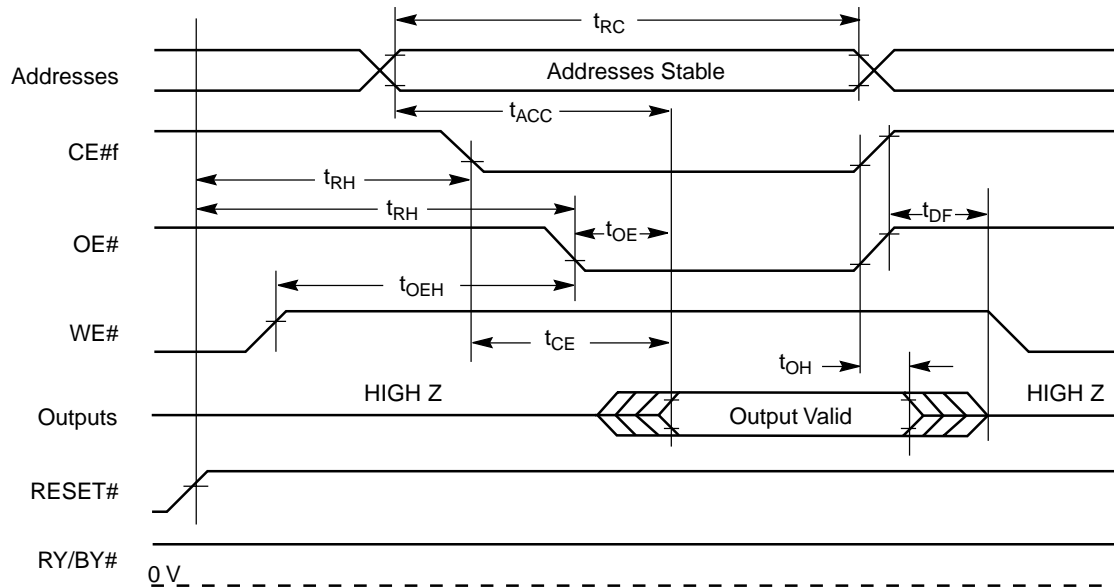 tRC
Addresses
Addresses Stable
tACC
CE#f
tRH
tRH
tDF
OE#
tOE
tOEH
WE#
tCE
tOH
HIGH Z
HIGH Z
Outputs
Output Valid
RESET#
RY/BY#
0 V